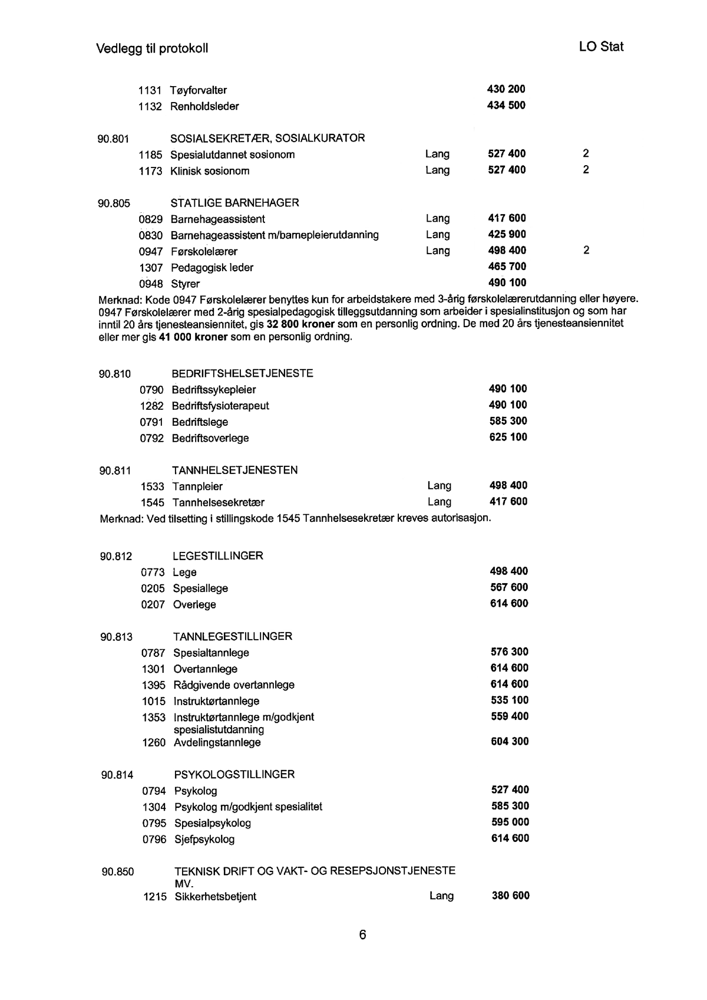 Vedlegg til protokoll LO Stat
1131 Tøyforvalter 430 200
1132 Renholdsleder 434 500
90.801 SOSIALSEKRETÆR, SOSIALKURATOR
1185 Spesialutdannet sosionom Lang 527 400 2
1173 Klinisk sosionom Lang 527 400 2
90.805 STATLIGE BARNEHAGER
0829 Barnehageassistent Lang 417 600
0830 Barnehageassistent m/barnepleierutdanning Lang 425 900
0947 Førskolelærer Lang 498 400 2
1307 Pedagogisk leder 465 700
0948 Styrer 490 100
Merknad: Kode 0947 Førskolelærer benyttes kun for arbeidstakere med 3-årig førskolelærerutdanning eller høyere.
0947 Førskolelærer med 2-årig spesialpedagogisk tilleggsutdanning som arbeider i spesialinstitusjon og som har
inntil 20 års tjenesteansiennitet, gis 32 800 kroner som en personlig ordning. De med 20 års tjenesteansiennitet
eller mer gis 41 000 kroner som en personlig ordning.
90.810 BEDRIFTSHELSETJENESTE
0790 Bedriftssykepleier 490 100
1282 Bedriftsfysioterapeut 490 100
0791 Bedriftslege 585 300
0792 Bedriftsoverlege 625 100
90.811 TANNHELSETJENESTEN
1533 Tannpleier Lang 498 400
1545 Tannhelsesekretær Lang 417 600
Merknad: Ved tilsetting i stillingskode 1545 Tannhelsesekretær kreves autorisasjon.
90.812 LEGESTILLINGER
0773 Lege 498 400
0205 Spesiallege 567 600
0207 Overlege 614 600
90.813 TANNLEGESTILLINGER
0787 Spesialtannlege 576 300
1301 Overtannlege 614 600
1395 Rådgivende overtannlege 614 600
1015 Instruktørtannlege 535 100
1353 Instruktørtannlege m/godkjent 559 400
spesialistutdanning
1260 Avdelingstannlege 604 300
90.814 PSYKOLOGSTILLINGER
0794 Psykolog 527 400
1304 Psykolog m/godkjent spesialitet 585 300
0795 Spesialpsykolog 595 000
0796 Sjefpsykolog 614 600
90.850 TEKNISK DRIFT OG VAKT- OG RESEPSJONSTJENESTE
MV.
1215 Sikkerhetsbetjent Lang 380 600
6